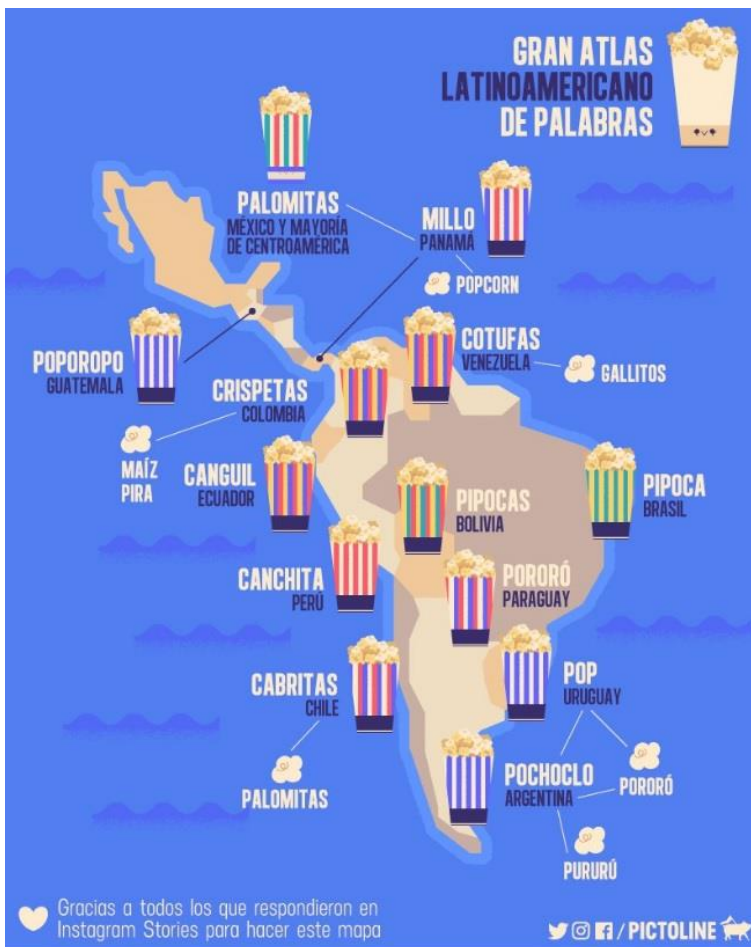 GRAN ATLAS
LATINOAMERICANO
DE PALABRAS
PALOMITAS
MÉXICO Y MAYORÍA
DE CENTROAMÉRICA
MILLO
PANAMÁ
POPCORN
POPOROPO
GUATEMALA
COTUFAS
VENEZUELA
GALLITOS
CRISPETAS
COLOMBIA
MAÍZ
PIRA
CANGUIL
ECUADOR
PIPOCAS
BOLIVIA
PIPOCA
BRASIL
CANCHITA
PERÚ
PORORÓ
PARAGUAY
CABRITAS
CHILE
PALOMITAS
POP
URUGUAY
POCHOCLO
ARGENTINA
PORORÓ
PURURÚ
Gracias a todos los que respondieron en
Instagram Stories para hacer este mapa
/ PICTOLINE